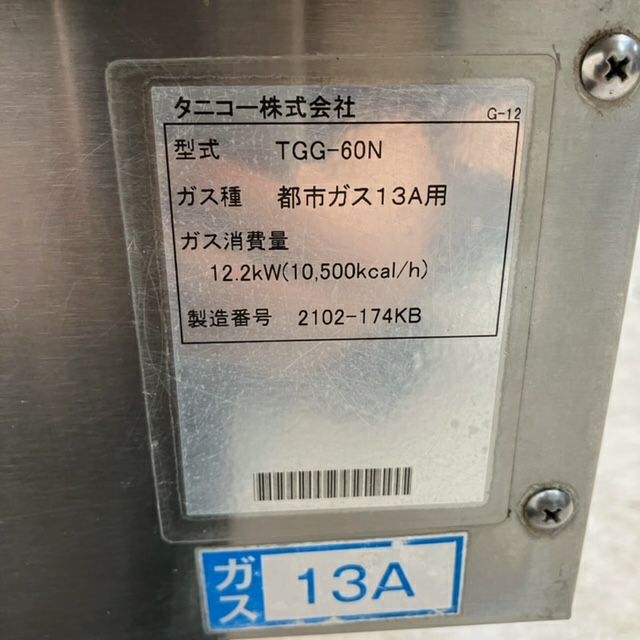 タニコー株式会社 G-12
型式 TGG-60N
ガス種 都市ガス13A用
ガス消費量
12.2kW(10,500kcal/h)
製造番号 2102-174KB
ガス 13A